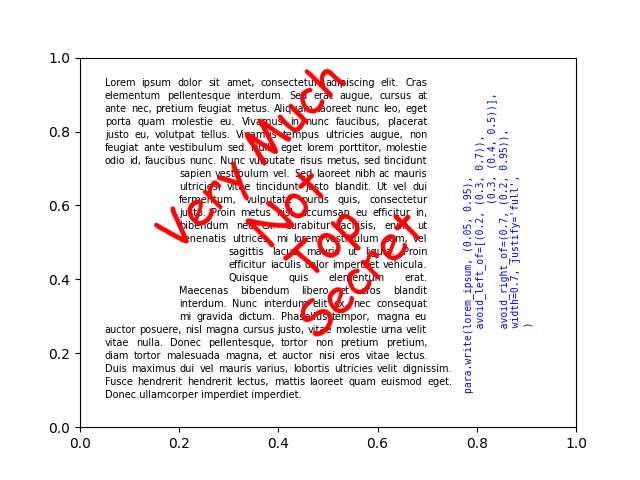 1.0
0.8
0.6
0.4
0.2
0.0
0.0 0.2 0.4 0.6 0.8 1.0
Lorem ipsum dolor sit amet, consectetur adipiscing elit. Cras
elementum pellentesque interdum. Sed erat augue, cursus at
ante nec, pretium feugiat metus. Aliquam laoreet nunc leo, eget
porta quam molestie eu. Vivamus in nunc faucibus, placerat
justo eu, volutpat tellus. Vivamus tempus ultricies augue, non
feugiat ante vestibulum sed. Nulla eget lorem porttitor, molestie
odio id, faucibus nunc. Nunc vulputate risus metus, sed tincidunt
sapien vestibulum vel. Sed laoreet nibh ac mauris
ultricies, vitae tincidunt justo blandit. Ut vel dui
fermentum, vulputate purus quis, consectetur
justo. Proin metus nisl, accumsan eu efficitur in,
bibendum nec Curabitur facilisis, enim ut
venenatis ultrices, mi lorem vestibulum sem, vel
sagittis lacus mauris ut ligula. Proin
efficitur iaculis dolor imperdiet vehicula.
Quisque quis elementum erat.
Maecenas bibendum libero et eros blandit
interdum. Nunc interdum elit ex, nec consequat
mi gravida dictum. Phasellus tempor, magna eu
auctor posuere, nisl magna cursus justo, vitae molestie urna velit
vitae nulla. Donec pellentesque, tortor non pretium pretium,
diam tortor malesuada magna, et auctor nisi eros vitae lectus.
Duis maximus dui vel mauris varius, lobortis ultricies velit dignissim.
Fusce hendrerit hendrerit lectus, mattis laoreet quam euismod eget.
Donec ullamcorper imperdiet imperdiet.
Very Much
Not
Top
Secret
para.write(lorem_ipsum, (0.05, 0.95),
avoid_left_of=[(0.2, (0.3, 0.7)),
(0.3, (0.4, 0.5))],
avoid_right_of=(0.7, (0.2, 0.95)),
width=0.7, justify='full',
)